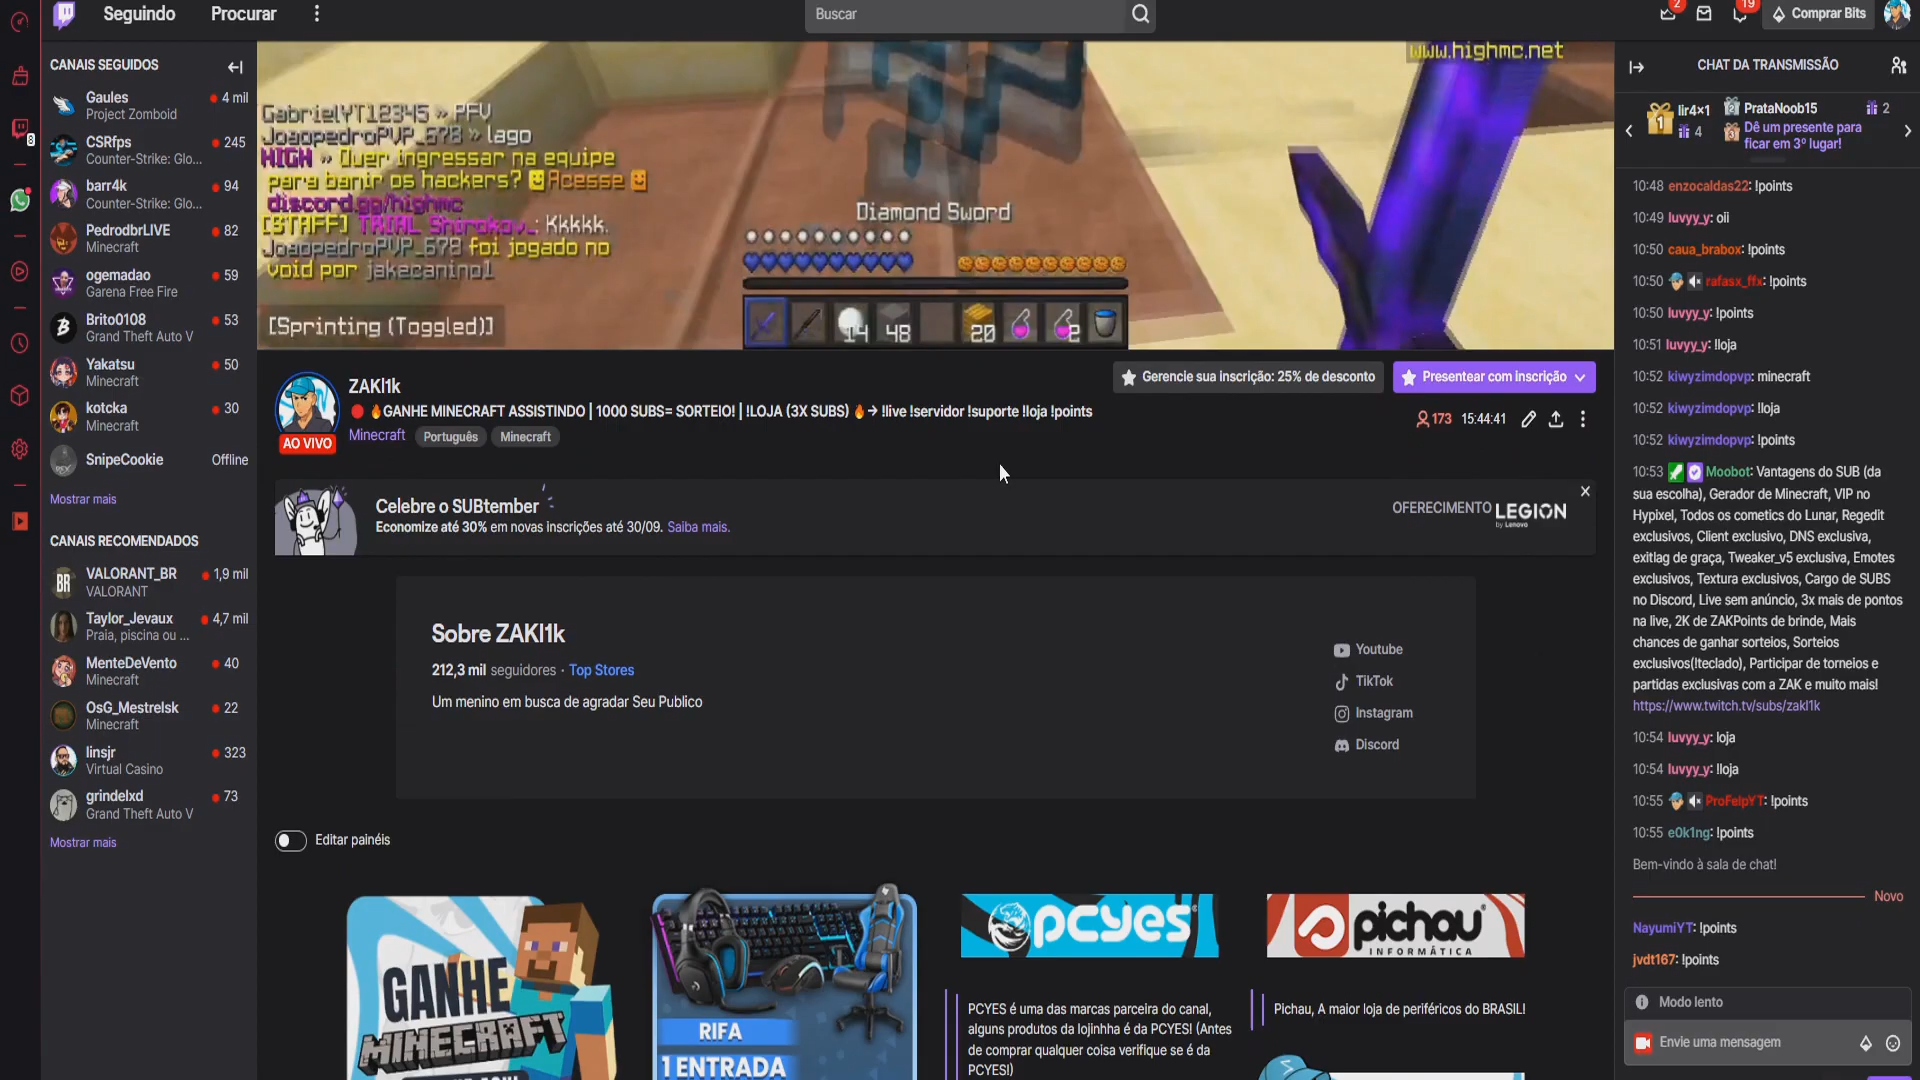 Seguindo
Procurar
Buscar
2
19
Comprar Bits
8
CANAIS SEGUIDOS
Gaules
4 mil
Project Zomboid
CSRfps
245
Counter-Strike: Glo...
barr4k
94
Counter-Strike: Glo...
PedrodbrLIVE
82
Minecraft
ogemadao
59
Garena Free Fire
Brito0108
53
Grand Theft Auto V
Yakatsu
50
Minecraft
kotcka
30
Minecraft
SnipeCookie
Offline
Mostrar mais
CANAIS RECOMENDADOS
VALORANT_BR
1,9 mil
VALORANT
Taylor_Jevaux
4,7 mil
Praia, piscina ou ...
MenteDeVento
40
Minecraft
OsG_Mestrelsk
22
Minecraft
linsjr
323
Virtual Casino
grindelxd
73
Grand Theft Auto V
Mostrar mais
www.highmc.net
GabrielYT12345 » PFV
JoaopedroPVP_678 » lago
HIGH » Quer ingressar na equipe
para banir os hackers? Acesse
discord.gg/highmc
[STAFF] TRIAL Shirokov_: Kkkkk.
JoaopedroPVP_678 foi jogado no
void por jakecanino1
[Sprinting (Toggled)]
Diamond Sword
14
48
20
2
ZAKI1k
GANHE MINECRAFT ASSISTINDO | 1000 SUBS= SORTEIO! | !LOJA (3X SUBS) → !live !servidor !suporte !loja !points
AO VIVO
Minecraft
Português
Minecraft
Gerencie sua inscrição: 25% de desconto
Presentear com inscrição
173
15:44:41
Celebre o SUBtember
Economize até 30% em novas inscrições até 30/09. Saiba mais.
OFERECIMENTO
LEGION
by Lenovo
Sobre ZAKI1k
212,3 mil seguidores · Top Stores
Um menino em busca de agradar Seu Publico
Youtube
TikTok
Instagram
Discord
Editar painéis
GANHE
MINECRAFT
RIFA
1 ENTRADA
pcyes
PCYES é uma das marcas parceira do canal,
alguns produtos da lojinhha é da PCYES! (Antes
de comprar qualquer coisa verifique se é da
PCYES!)
pichau
INFORMÁTICA
Pichau, A maior loja de periféricos do BRASIL!
CHAT DA TRANSMISSÃO
1
lir4x1
4
2
PrataNoob15
2
3
Dê um presente para
ficar em 3º lugar!
10:48 enzocaldas22: !points
10:49 luvyy_y: oii
10:50 caua_brabox: !points
10:50 rafasx_ffx: !points
10:50 luvyy_y: !points
10:51 luvyy_y: !loja
10:52 kiwyzimdopvp: minecraft
10:52 kiwyzimdopvp: !loja
10:52 kiwyzimdopvp: !points
10:53 Moobot: Vantagens do SUB (da
sua escolha), Gerador de Minecraft, VIP no
Hypixel, Todos os cometics do Lunar, Regedit
exclusivos, Client exclusivo, DNS exclusiva,
exitlag de graça, Tweaker_v5 exclusiva, Emotes
exclusivos, Textura exclusivos, Cargo de SUBS
no Discord, Live sem anúncio, 3x mais de pontos
na live, 2K de ZAKPoints de brinde, Mais
chances de ganhar sorteios, Sorteios
exclusivos(!teclado), Participar de torneios e
partidas exclusivas com a ZAK e muito mais!
https://www.twitch.tv/subs/zakl1k
10:54 luvyy_y: loja
10:54 luvyy_y: !loja
10:55 ProFelpYT: !points
10:55 e0k1ng: !points
Bem-vindo à sala de chat!
Novo
NayumiYT: !points
jvdt167: !points
Modo lento
Envie uma mensagem